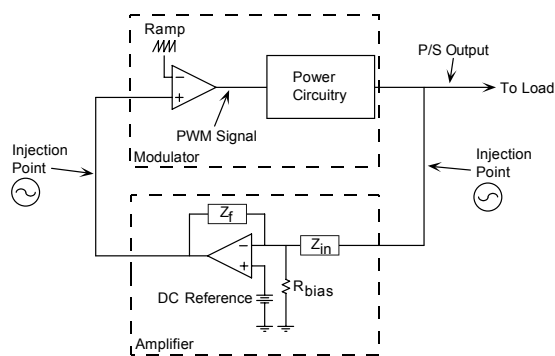 Ramp
−
+
Power
Circuitry
P/S Output
To Load
PWM Signal
Modulator
Injection
Point
Injection
Point
Zf
−
+
Zin
Rbias
DC Reference
Amplifier